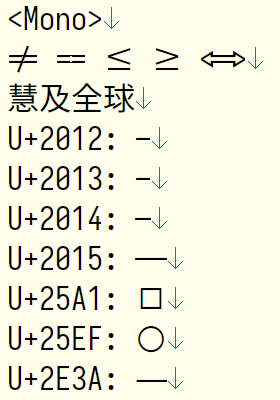 <Mono>↓
≠ == ≤ ≥ ⇔↓
慧及全球↓
U+2012: ‒↓
U+2013: –↓
U+2014: —↓
U+2015: ―↓
U+25A1: □↓
U+25EF: ◯↓
U+2E3A: ⸺↓